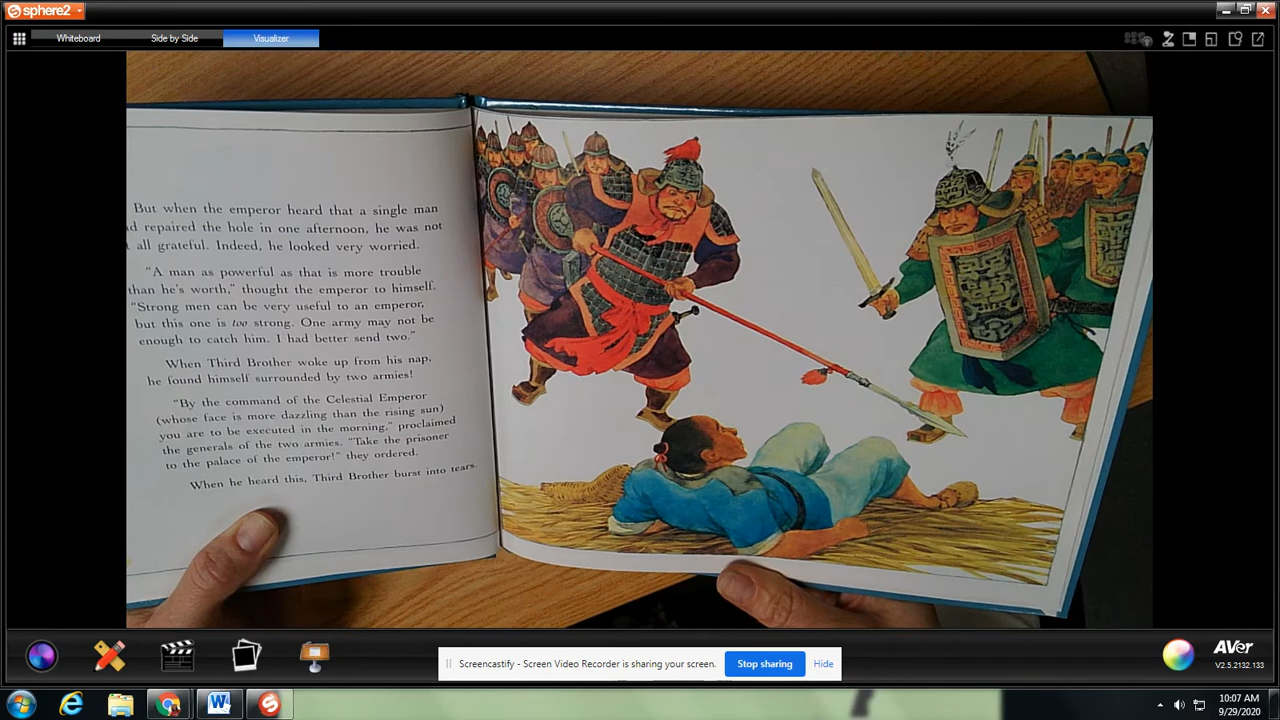 sphere2
Whiteboard
Side by Side
Visualizer
But when the emperor heard that a single man
repaired the hole in one afternoon, he was not
all grateful. Indeed, he looked very worried.
"A man as powerful as that is more trouble
than he's worth," thought the emperor to himself.
"Strong men can be very useful to an emperor,
but this one is too strong. One army may not be
enough to catch him. I had better send two."
When Third Brother woke up from his nap,
he found himself surrounded by two armies!
"By the command of the Celestial Emperor
(whose face is more dazzling than the rising sun)
you are to be executed in the morning," proclaimed
the generals of the two armies. "Take the prisoner
to the palace of the emperor!" they ordered.
When he heard this, Third Brother burst into tears.
Screencastify - Screen Video Recorder is sharing your screen.
Stop sharing
Hide
AVer
V2.5.2132.133
10:07 AM
9/29/2020